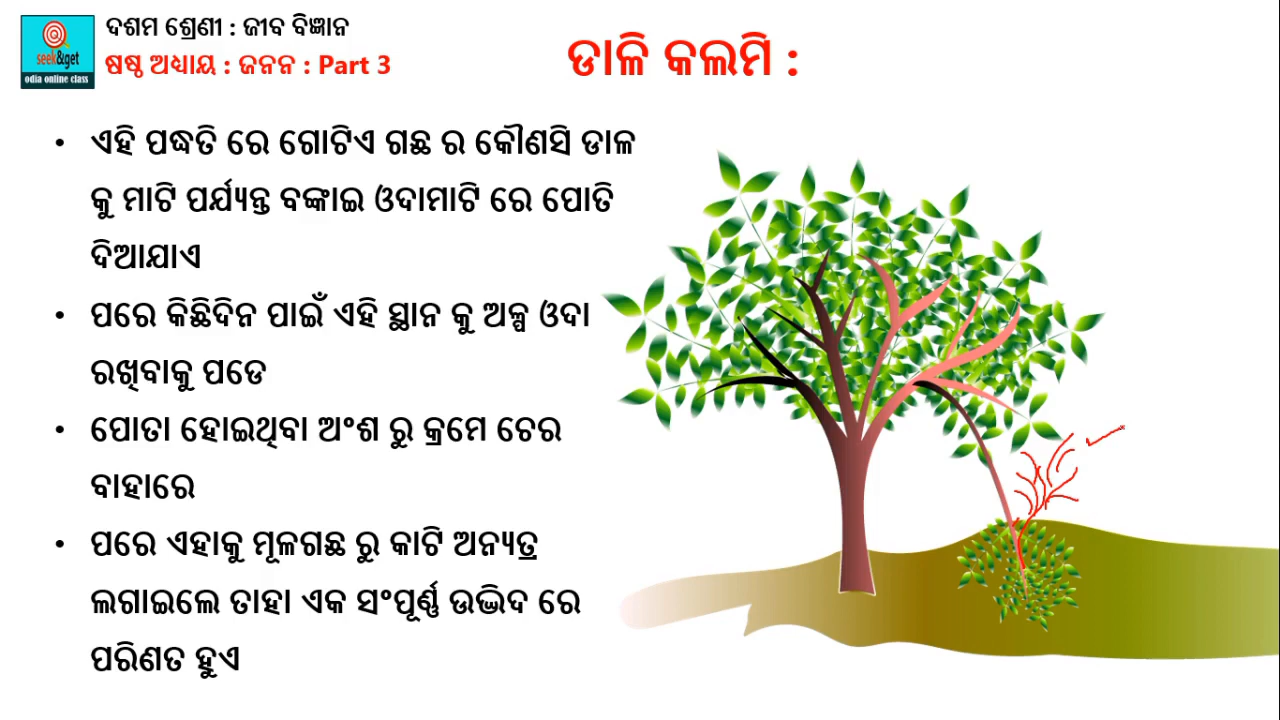 seek&get
odia online class
ଦଶମ ଶ୍ରେଣୀ : ଜୀବ ବିଜ୍ଞାନ
ଷଷ୍ଠ ଅଧ୍ୟାୟ : ଜନନ : Part 3
ଡାଳି କଲମି :
• ଏହି ପଦ୍ଧତି ରେ ଗୋଟିଏ ଗଛ ର କୌଣସି ଡାଳ
କୁ ମାଟି ପର୍ଯ୍ୟନ୍ତ ବଙ୍କାଇ ଓଦାମାଟି ରେ ପୋତି
ଦିଆଯାଏ
• ପରେ କିଛିଦିନ ପାଇଁ ଏହି ସ୍ଥାନ କୁ ଅଳ୍ପ ଓଦା
ରଖିବାକୁ ପଡେ
• ପୋତା ହୋଇଥିବା ଅଂଶ ରୁ କ୍ରମେ ଚେର
ବାହାରେ
• ପରେ ଏହାକୁ ମୂଳଗଛ ରୁ କାଟି ଅନ୍ୟତ୍ର
ଲଗାଇଲେ ତାହା ଏକ ସଂପୂର୍ଣ୍ଣ ଉଦ୍ଭିଦ ରେ
ପରିଣତ ହୁଏ